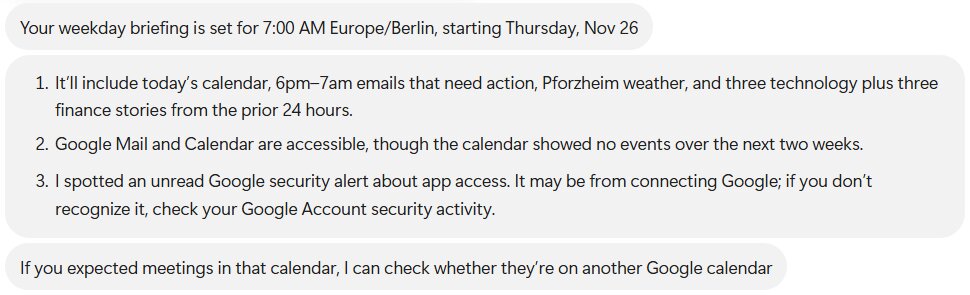 Your weekday briefing is set for 7:00 AM Europe/Berlin, starting Thursday, Nov 26
1. It’ll include today’s calendar, 6pm–7am emails that need action, Pforzheim weather, and three technology plus three
finance stories from the prior 24 hours.
2. Google Mail and Calendar are accessible, though the calendar showed no events over the next two weeks.
3. I spotted an unread Google security alert about app access. It may be from connecting Google; if you don’t
recognize it, check your Google Account security activity.
If you expected meetings in that calendar, I can check whether they’re on another Google calendar